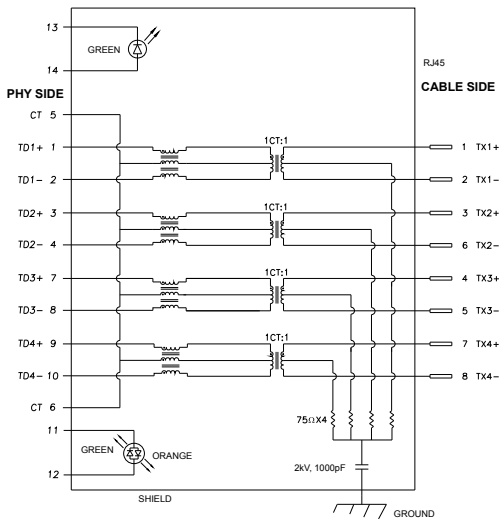 13
GREEN
14
RJ45
PHY SIDE
CABLE SIDE
CT 5
1CT:1
TD1+ 1
1 TX1+
TD1- 2
2 TX1-
1CT:1
TD2+ 3
3 TX2+
TD2- 4
6 TX2-
1CT:1
TD3+ 7
4 TX3+
TD3- 8
5 TX3-
1CT:1
TD4+ 9
7 TX4+
TD4- 10
8 TX4-
CT 6
75ΩX4
11
GREEN
ORANGE
12
2kV, 1000pF
SHIELD
GROUND